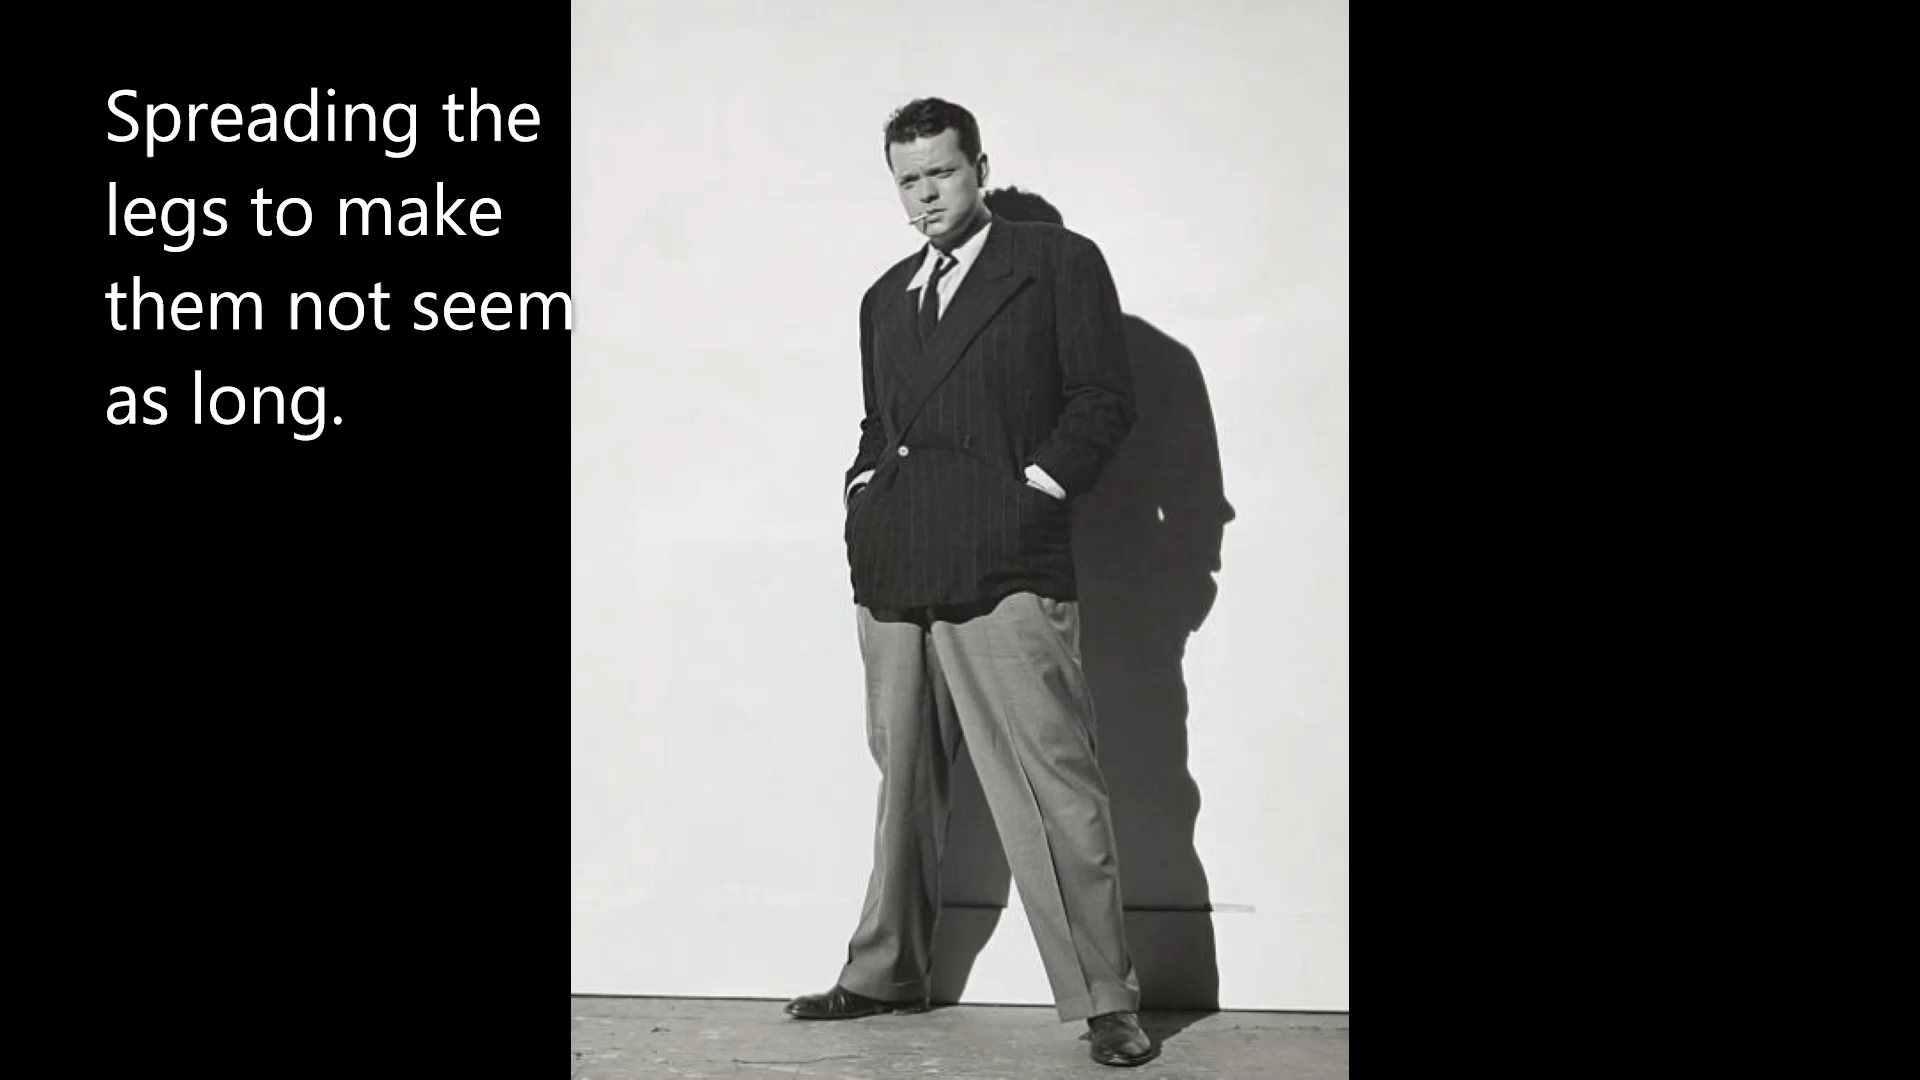 Spreading the
legs to make
them not seem
as long.